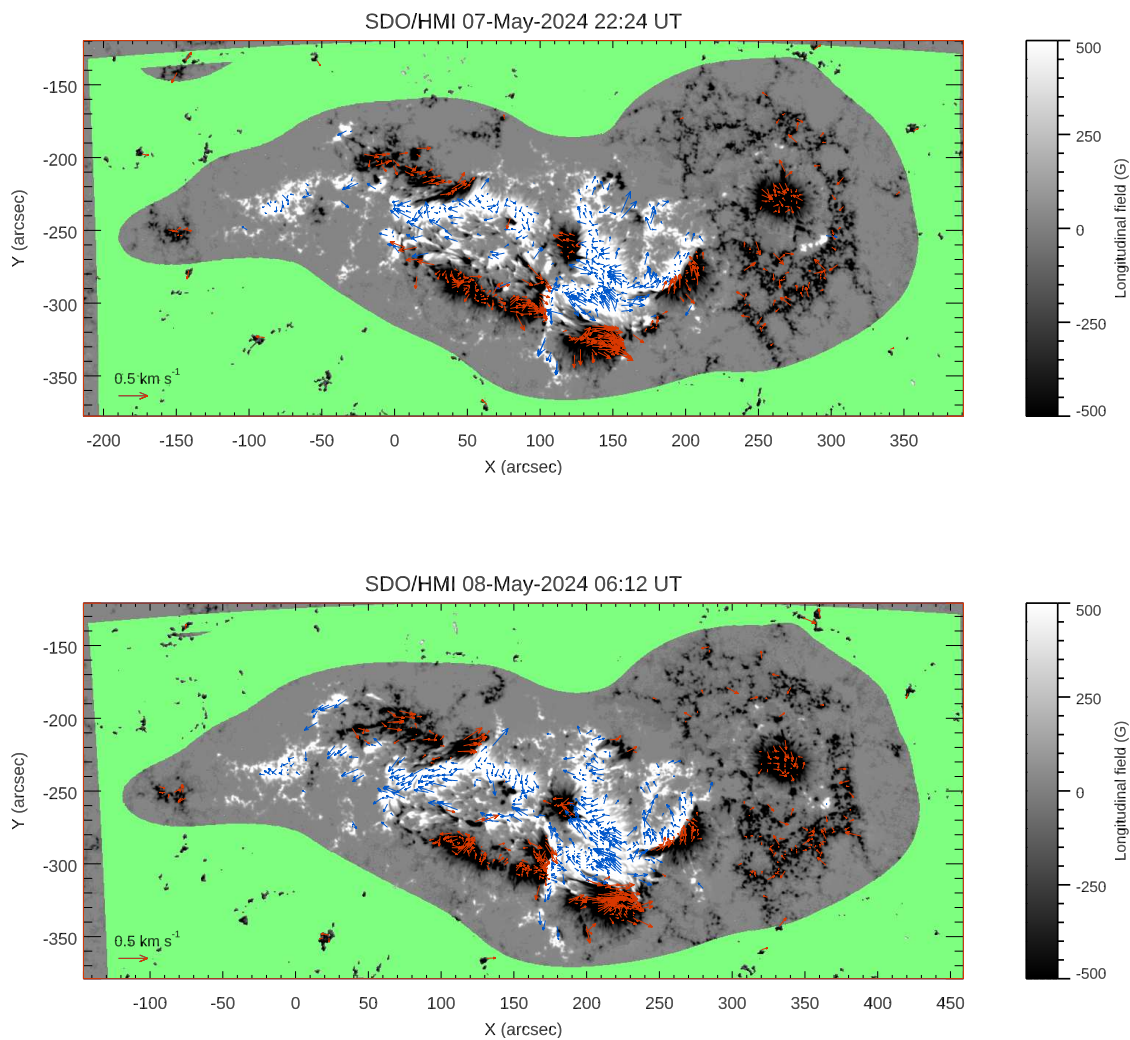 SDO/HMI 07-May-2024 22:24 UT
-150
-200
-250
-300
-350
Y (arcsec)
0.5 km s-1
-200 -150 -100 -50 0 50 100 150 200 250 300 350
X (arcsec)
500
250
0
-250
-500
Longitudinal field (G)
SDO/HMI 08-May-2024 06:12 UT
-150
-200
-250
-300
-350
Y (arcsec)
0.5 km s-1
-100 -50 0 50 100 150 200 250 300 350 400 450
X (arcsec)
500
250
0
-250
-500
Longitudinal field (G)